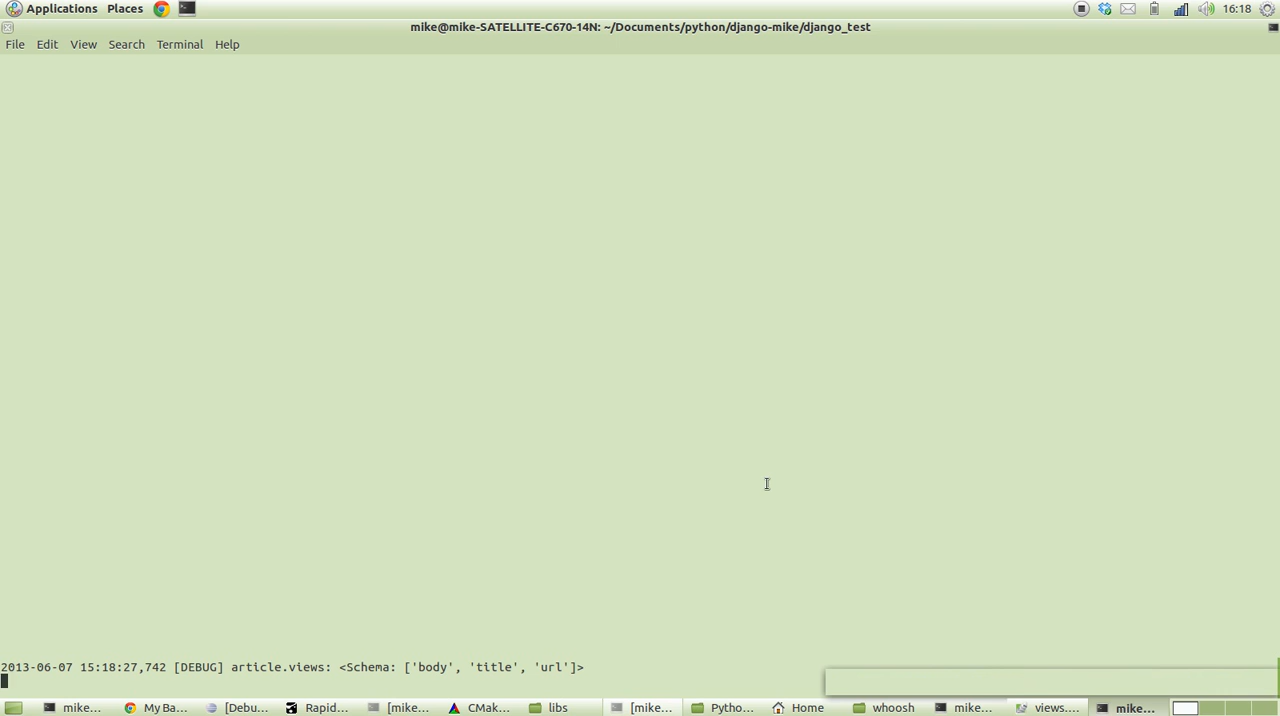 Applications Places 16:18
mike@mike-SATELLITE-C670-14N: ~/Documents/python/django-mike/django_test
File Edit View Search Terminal Help
2013-06-07 15:18:27,742 [DEBUG] article.views: <Schema: ['body', 'title', 'url']>
mike... My Ba... [Debu... Rapid... [mike... CMak... libs [mike... Pytho... Home whoosh mike... views.... mike...